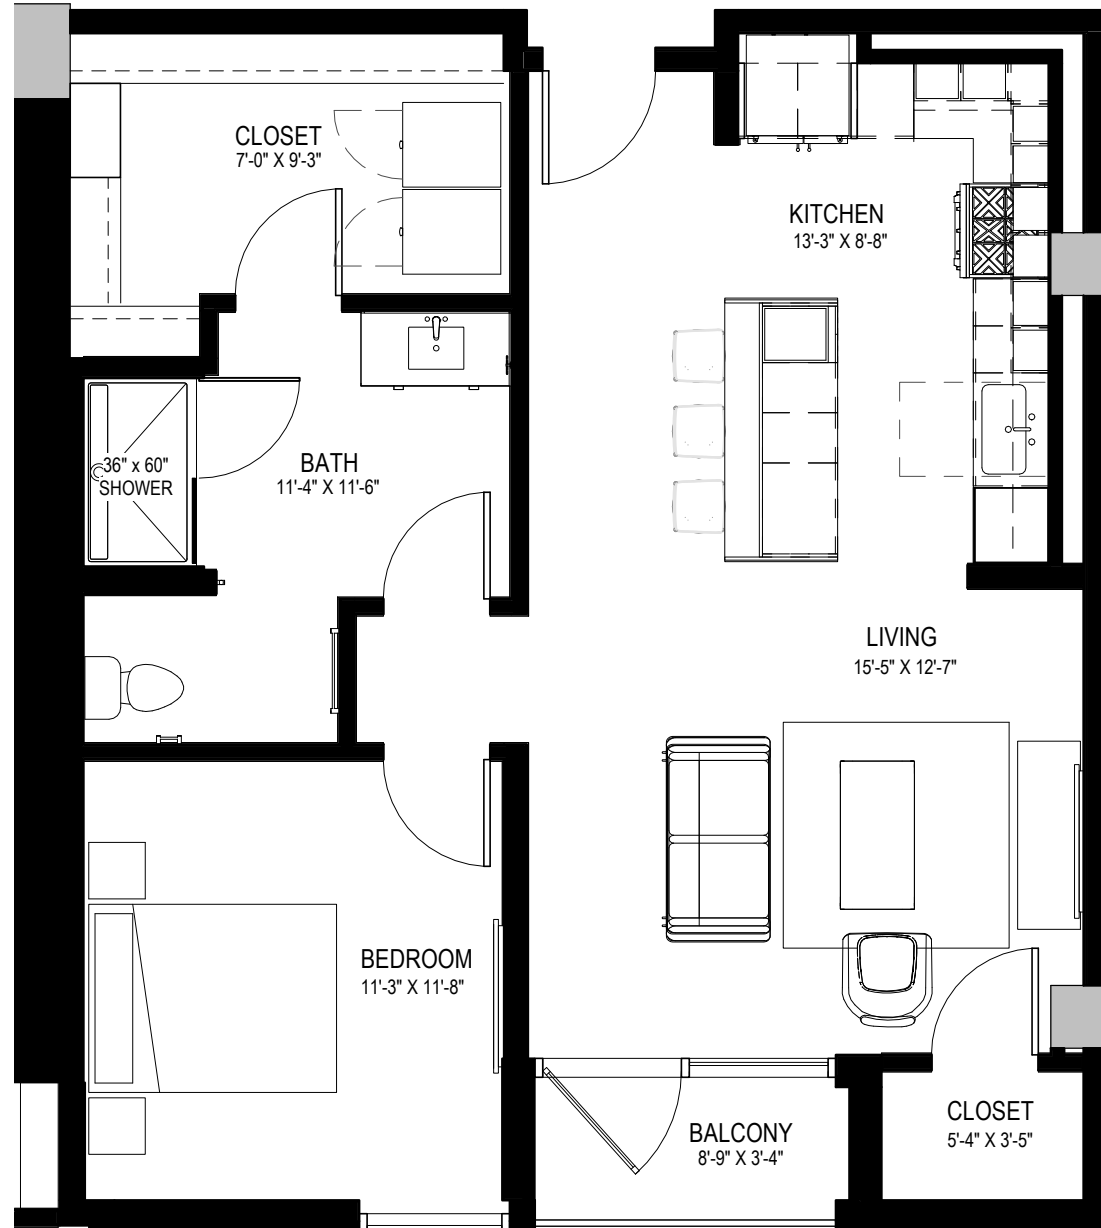 CLOSET
7'-0" X 9'-3"
KITCHEN
13'-3" X 8'-8"
BATH
11'-4" X 11'-6"
36" x 60"
SHOWER
LIVING
15'-5" X 12'-7"
BEDROOM
11'-3" X 11'-8"
BALCONY
8'-9" X 3'-4"
CLOSET
5'-4" X 3'-5"